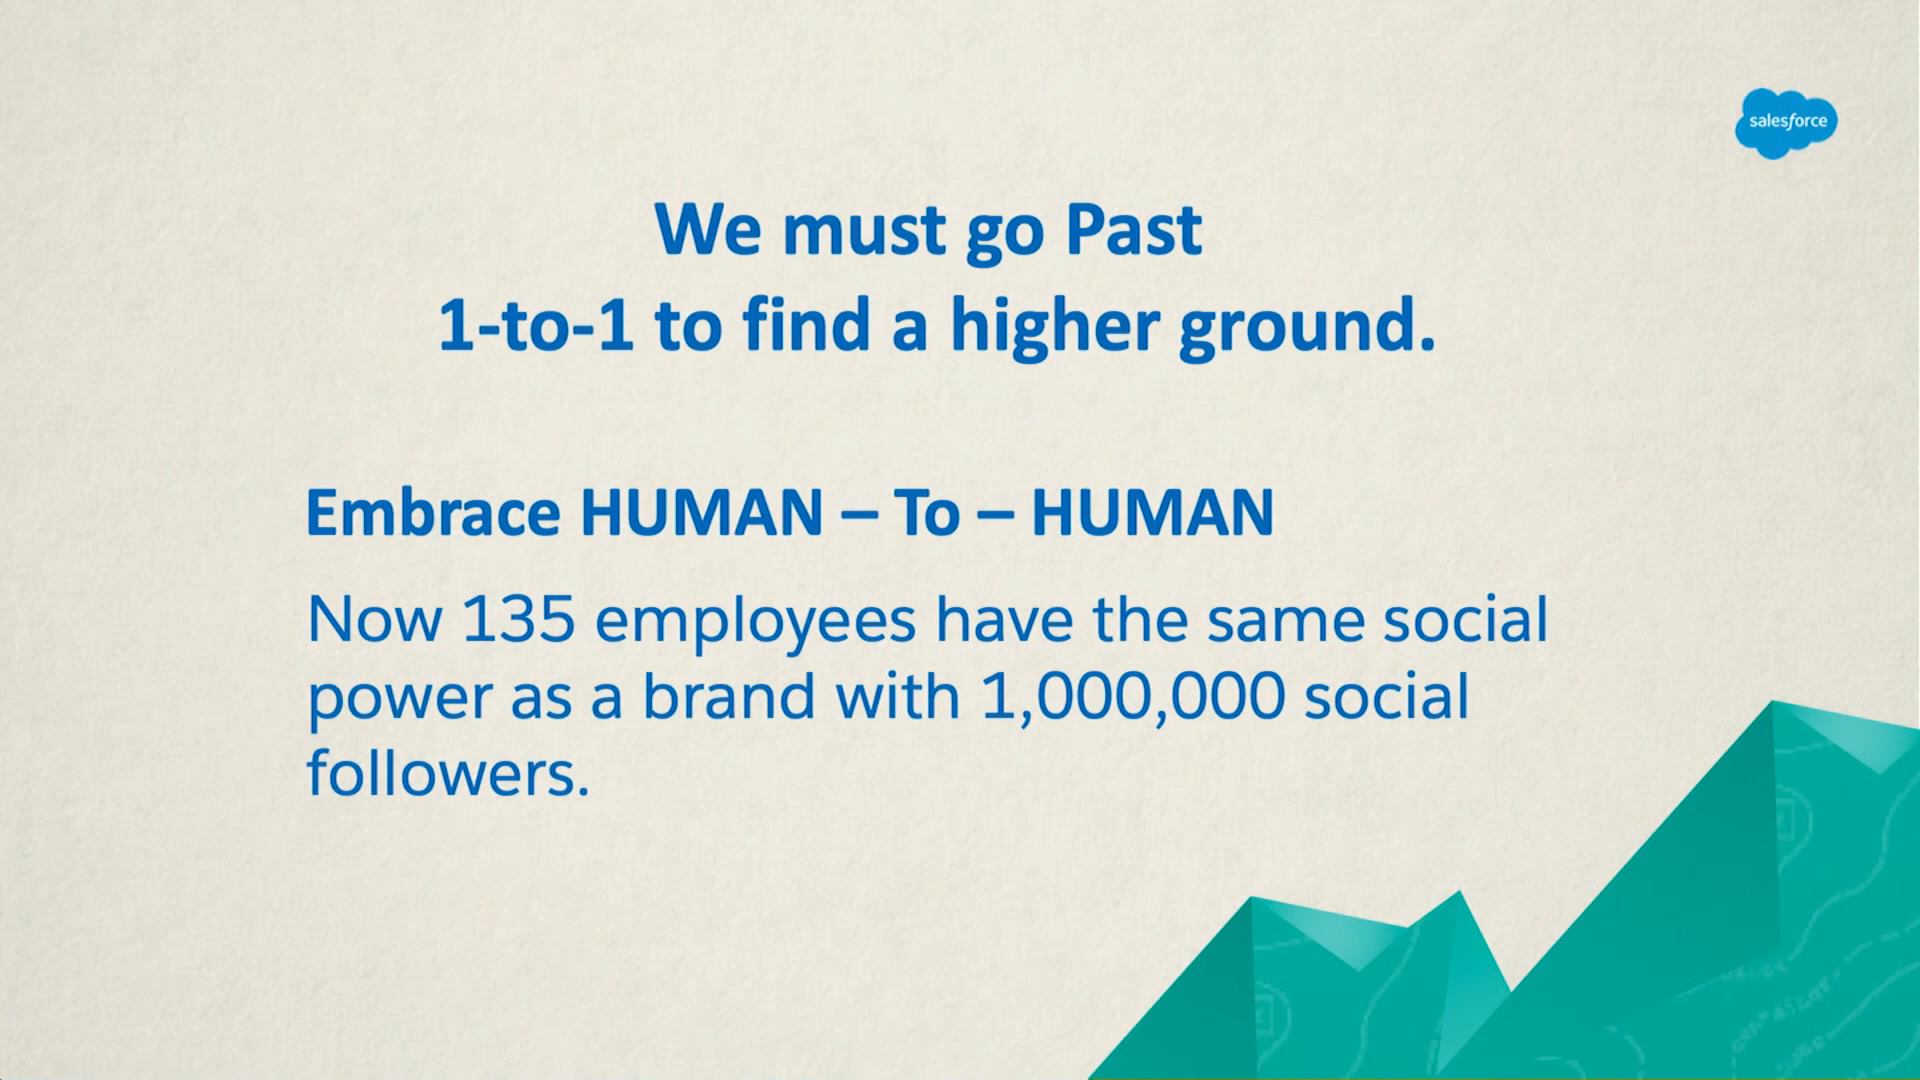 salesforce
We must go Past
1-to-1 to find a higher ground.
Embrace HUMAN – To – HUMAN
Now 135 employees have the same social
power as a brand with 1,000,000 social
followers.